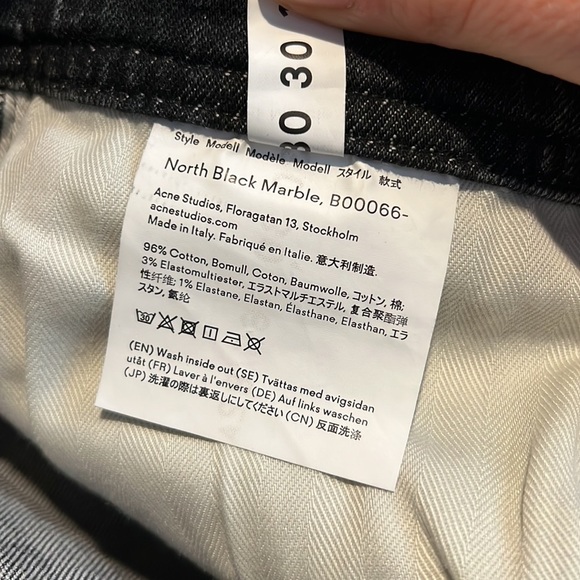 30 30
Style Modell Modèle Modell スタイル 款式
North Black Marble, B00066-
Acne Studios, Floragatan 13, Stockholm
acnestudios.com
Made in Italy. Fabriqué en Italie. 意大利制造.
96% Cotton, Bomull, Coton, Baumwolle, コットン, 棉;
3% Elastomultiester, エラストマルチエステル, 复合聚酯弹
性纤维; 1% Elastane, Elastan, Élasthane, Elasthan, エラ
スタン, 氨纶
30
(EN) Wash inside out (SE) Tvättas med avigsidan
utåt (FR) Laver à l'envers (DE) Auf links waschen
(JP) 洗濯の際は裏返しにしてください (CN) 反面洗涤